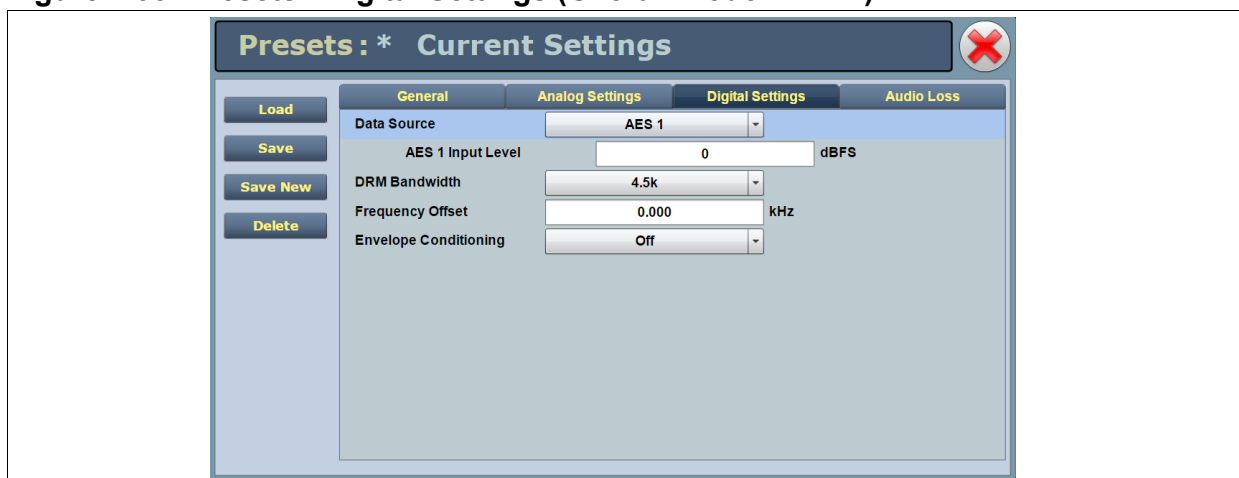 Presets:* Current Settings
General Analog Settings Digital Settings Audio Loss
Load
Save
Save New
Delete
Data Source AES 1
AES 1 Input Level 0 dBFS
DRM Bandwidth 4.5k
Frequency Offset 0.000 kHz
Envelope Conditioning Off